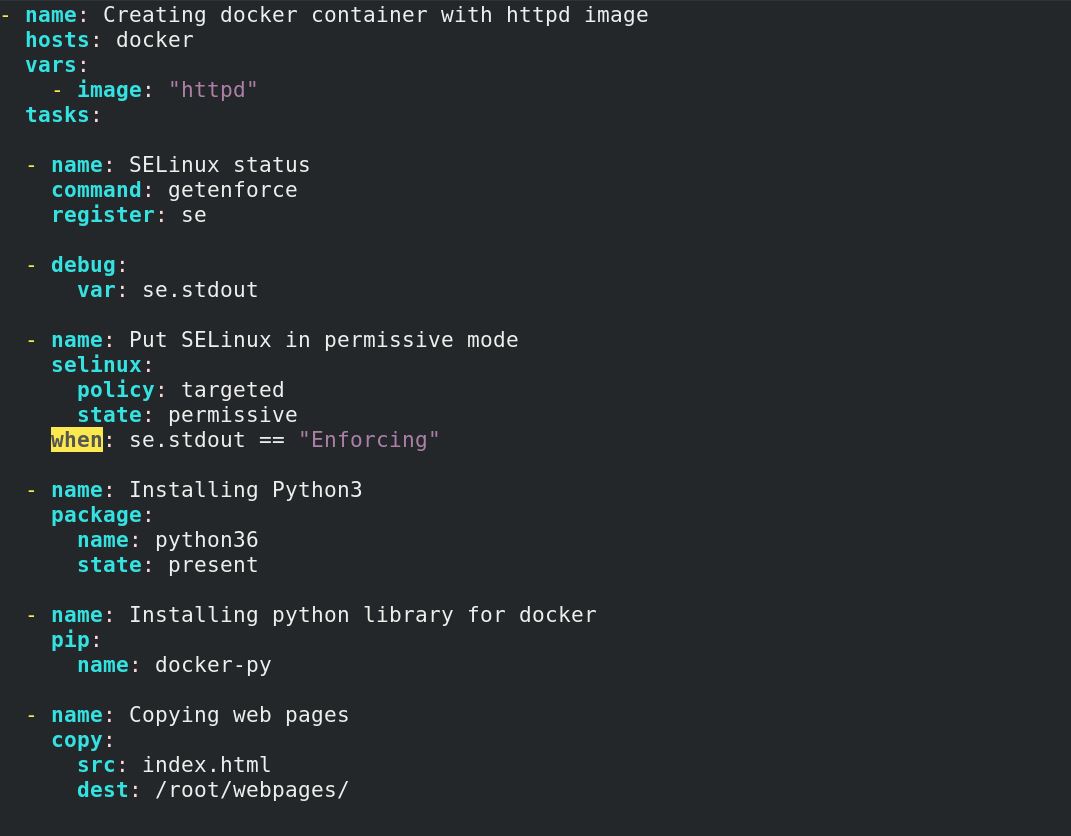 - name: Creating docker container with httpd image
  hosts: docker
  vars:
    - image: "httpd"
  tasks:

  - name: SELinux status
    command: getenforce
    register: se

  - debug:
      var: se.stdout

  - name: Put SELinux in permissive mode
    selinux:
      policy: targeted
      state: permissive
    when: se.stdout == "Enforcing"

  - name: Installing Python3
    package:
      name: python36
      state: present

  - name: Installing python library for docker
    pip:
      name: docker-py

  - name: Copying web pages
    copy:
      src: index.html
      dest: /root/webpages/